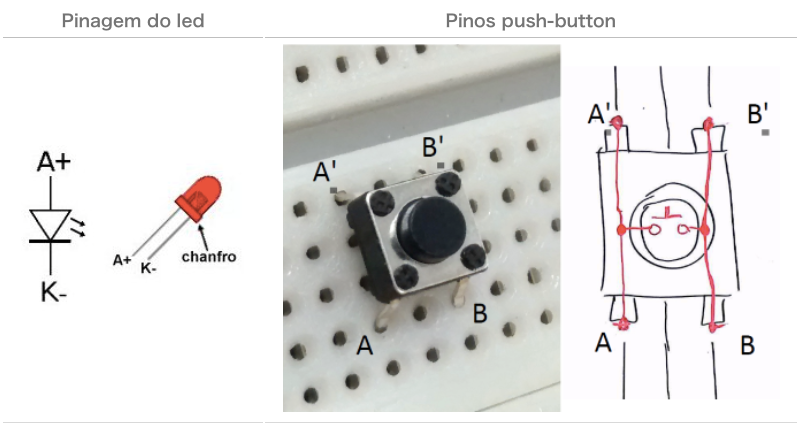 Pinagem do led
Pinos push-button
A+
K-
A+
K-
chanfro
A'
B'
A
B
A'
B'
A
B